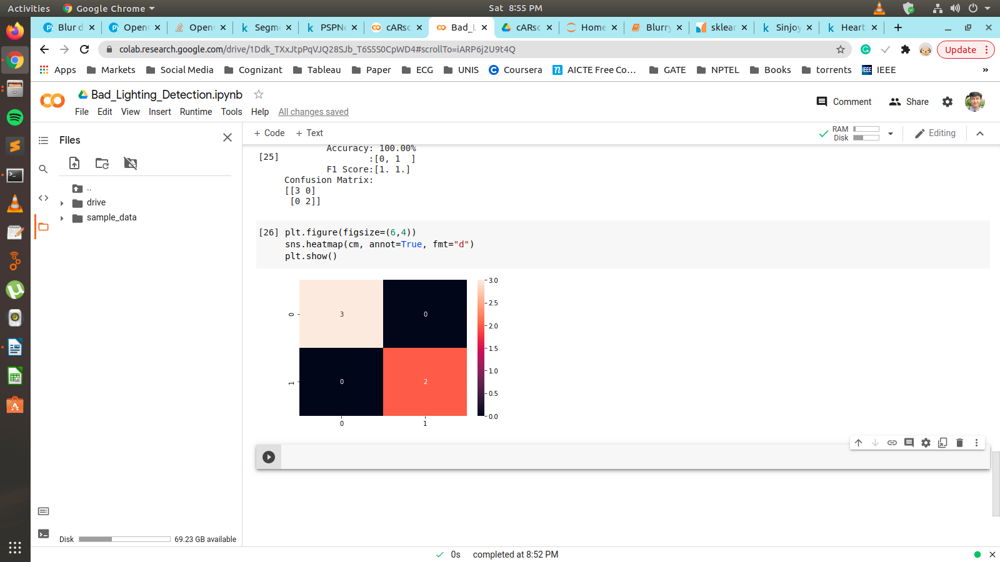 Activities
Google Chrome
Sat 8:55 PM
Blur d
Open
Open
Segm
PSPN
cARsc
Bad_L
cARsc
Home
Blurry
sklear
Sinjoy
Heart
colab.research.google.com/drive/1Ddk_TXxJtpPqVJQ28SJb_T6S5S0CpWD4#scrollTo=iARP6j2U9t4Q
Update
Apps
Markets
Social Media
Cognizant
Tableau
Paper
ECG
UNIS
Coursera
AICTE Free Co...
GATE
NPTEL
Books
torrents
IEEE
IEEE
»
Bad_Lighting_Detection.ipynb
Comment
Share
File Edit View Insert Runtime Tools Help All changes saved
Files
+ Code + Text
RAM
Disk
Editing
..
drive
sample_data
[25]
Accuracy: 100.00%
:[0, 1 ]
F1 Score:[1. 1.]
Confusion Matrix:
[[3 0]
[0 2]]
[26] plt.figure(figsize=(6,4))
sns.heatmap(cm, annot=True, fmt="d")
plt.show()
3 0
0 2
0
1
0 1
3.0
2.5
2.0
1.5
1.0
0.5
0.0
Disk 69.23 GB available
0s completed at 8:52 PM